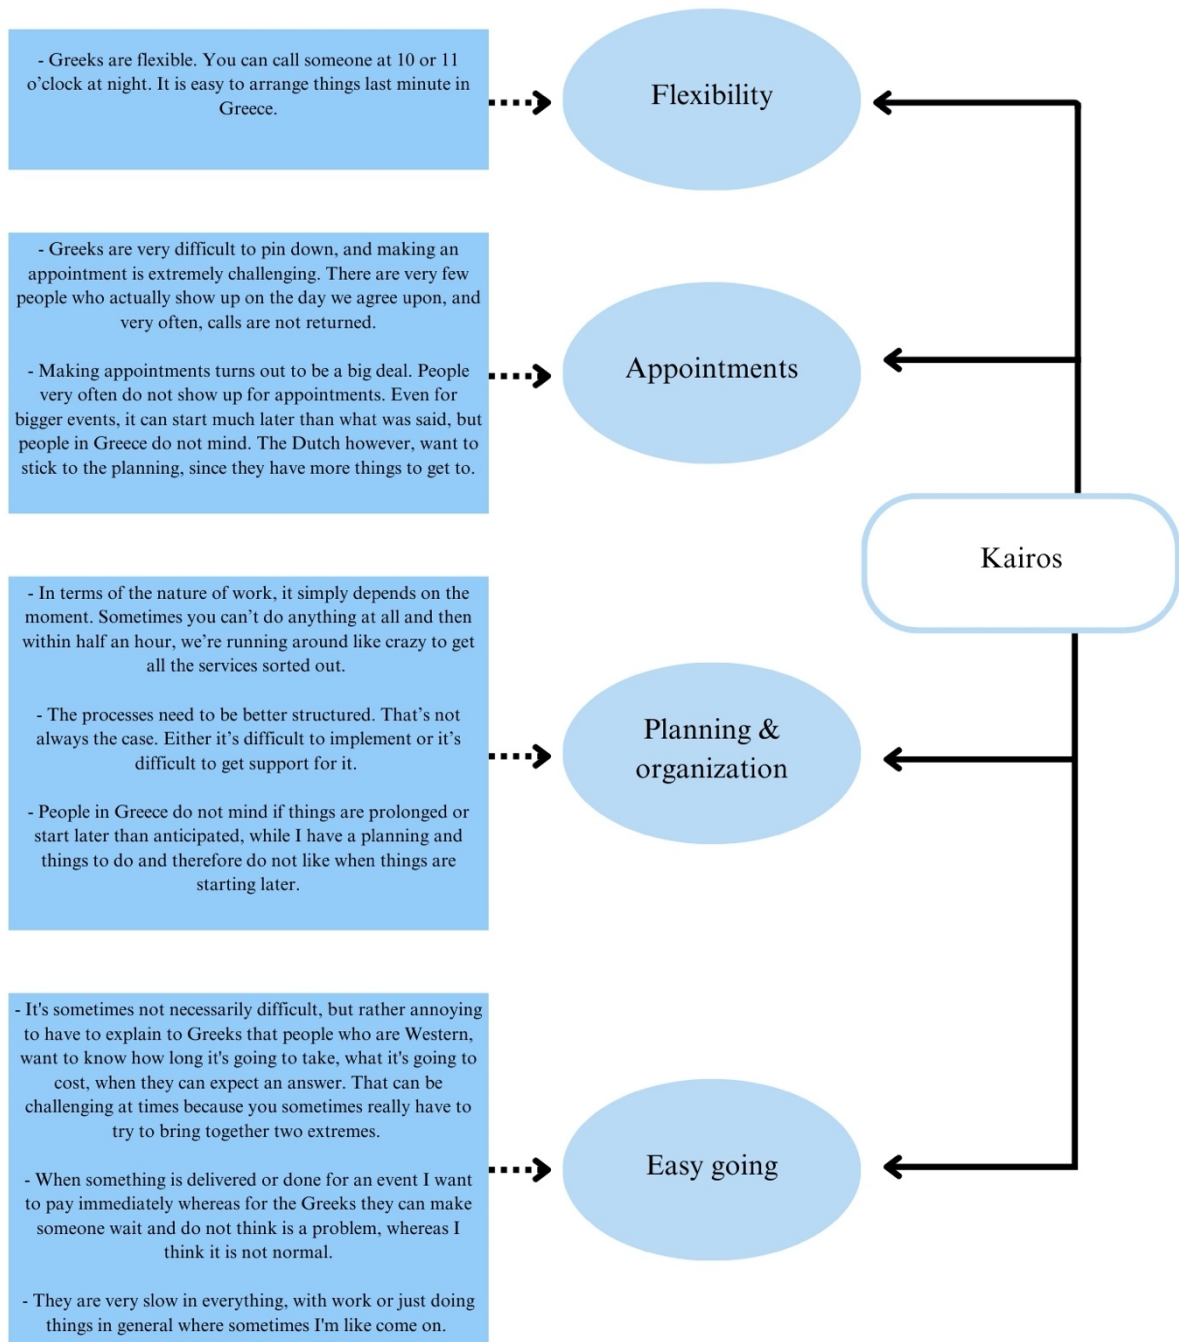 - Greeks are flexible. You can call someone at 10 or 11
o’clock at night. It is easy to arrange things last minute in
Greece.
Flexibility
- Greeks are very difficult to pin down, and making an
appointment is extremely challenging. There are very few
people who actually show up on the day we agree upon, and
very often, calls are not returned.
- Making appointments turns out to be a big deal. People
very often do not show up for appointments. Even for
bigger events, it can start much later than what was said, but
people in Greece do not mind. The Dutch however, want to
stick to the planning, since they have more things to get to.
Appointments
Kairos
- In terms of the nature of work, it simply depends on the
moment. Sometimes you can’t do anything at all and then
within half an hour, we’re running around like crazy to get
all the services sorted out.
- The processes need to be better structured. That’s not
always the case. Either it’s difficult to implement or it’s
difficult to get support for it.
- People in Greece do not mind if things are prolonged or
start later than anticipated, while I have a planning and
things to do and therefore do not like when things are
starting later.
Planning &
organization
- It's sometimes not necessarily difficult, but rather annoying
to have to explain to Greeks that people who are Western,
want to know how long it's going to take, what it's going to
cost, when they can expect an answer. That can be
challenging at times because you sometimes really have to
try to bring together two extremes.
- When something is delivered or done for an event I want
to pay immediately whereas for the Greeks they can make
someone wait and do not think is a problem, whereas I
think it is not normal.
- They are very slow in everything, with work or just doing
things in general where sometimes I'm like come on.
Easy going